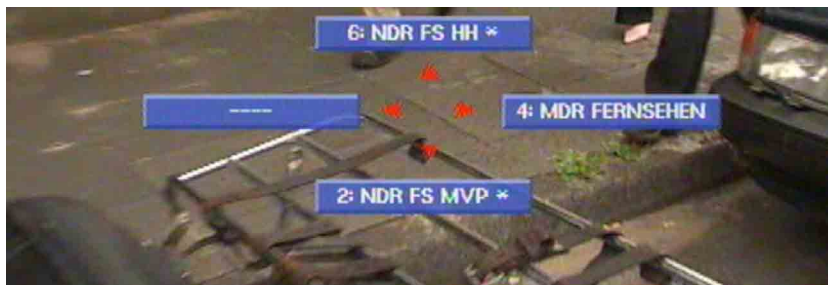 6: NDR FS HH *
----
4: MDR FERNSEHEN
2: NDR FS MVP *